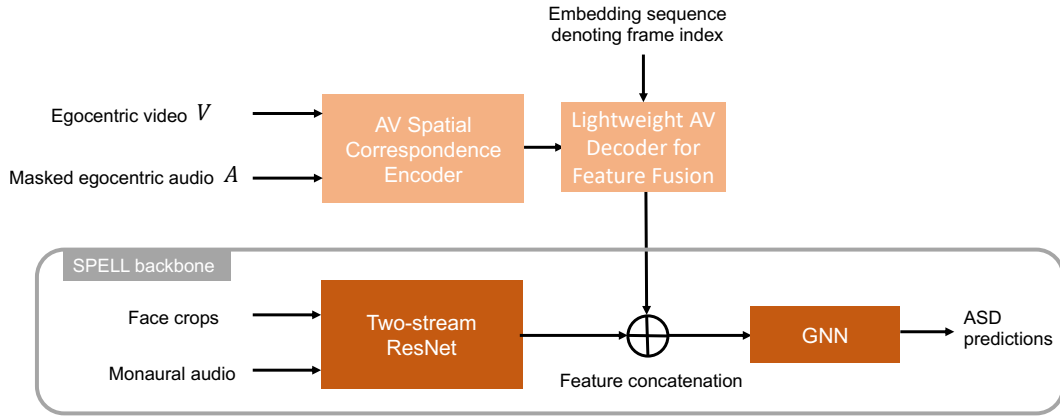 Embedding sequence
denoting frame index
Egocentric video V
AV Spatial
Correspondence
Encoder
Lightweight AV
Decoder for
Feature Fusion
Masked egocentric audio A
SPELL backbone
Face crops
Two-stream
ResNet
GNN
ASD
predictions
Monaural audio
Feature concatenation